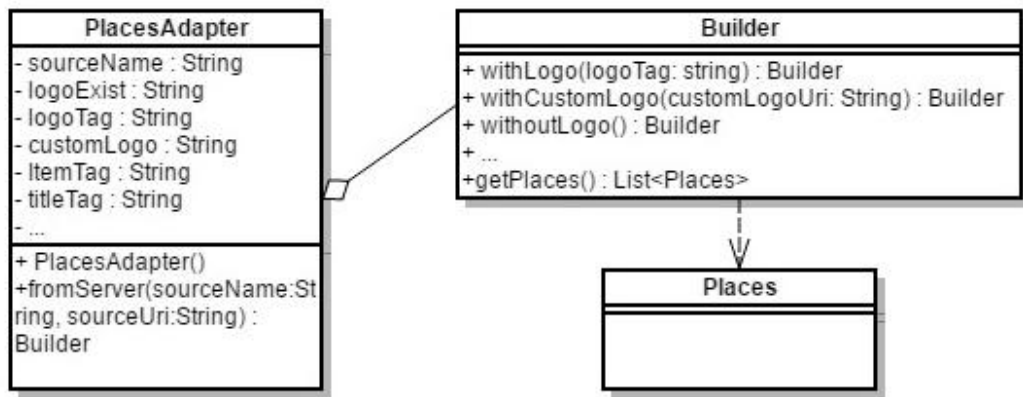 PlacesAdapter
- sourceName : String
- logoExist : String
- logoTag : String
- customLogo : String
- ItemTag : String
- titleTag : String
- ...
+ PlacesAdapter()
+fromServer(sourceName:St
ring, sourceUri:String) :
Builder
Builder
+ withLogo(logoTag: string) : Builder
+ withCustomLogo(customLogoUri: String) : Builder
+ withoutLogo() : Builder
+ ...
+getPlaces() : List<Places>
Places